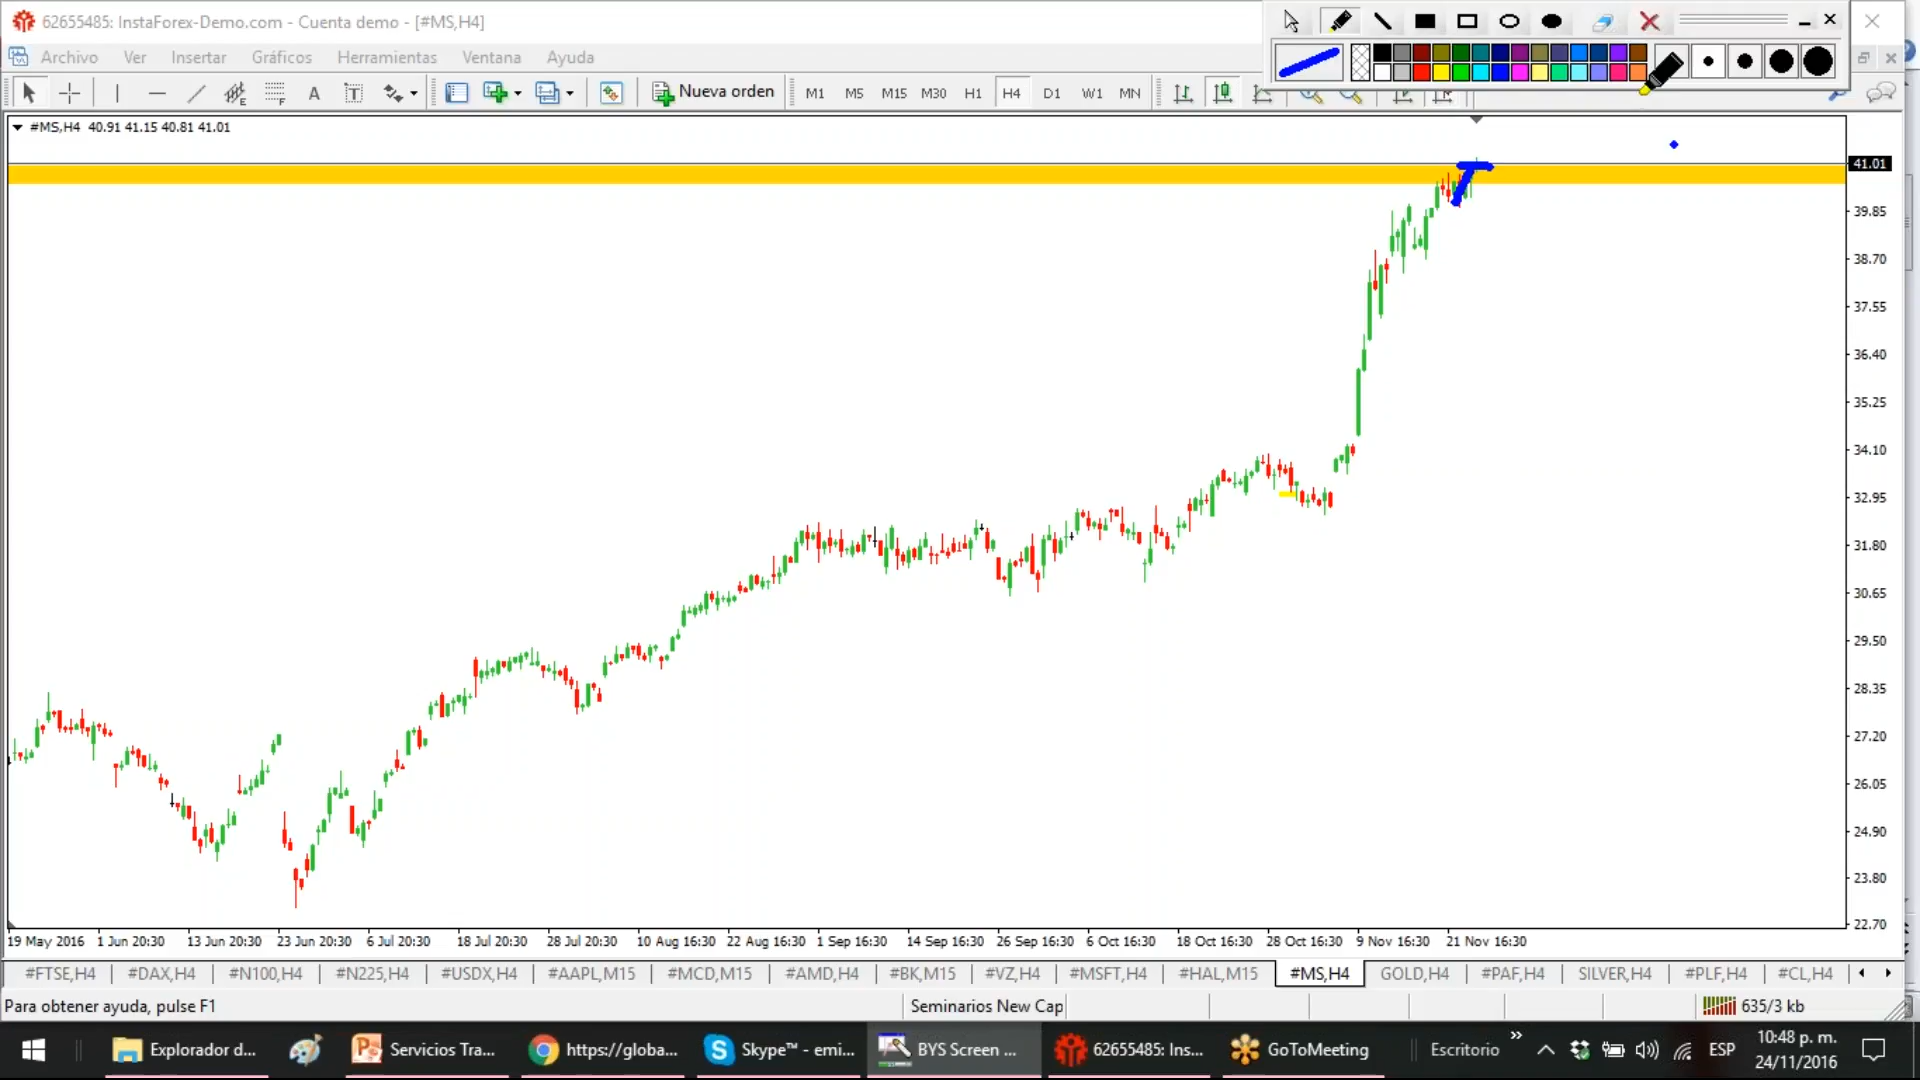 62655485: InstaForex-Demo.com - Cuenta demo - [#MS,H4]
Archivo Ver Insertar Gráficos Herramientas Ventana Ayuda
Nueva orden M1 M5 M15 M30 H1 H4 D1 W1 MN
#MS,H4 40.91 41.15 40.81 41.01
41.01
39.85
38.70
37.55
36.40
35.25
34.10
32.95
31.80
30.65
29.50
28.35
27.20
26.05
24.90
23.80
22.70
19 May 2016 1 Jun 20:30 13 Jun 20:30 23 Jun 20:30 6 Jul 20:30 18 Jul 20:30 28 Jul 20:30 10 Aug 16:30 22 Aug 16:30 1 Sep 16:30 14 Sep 16:30 26 Sep 16:30 6 Oct 16:30 18 Oct 16:30 28 Oct 16:30 9 Nov 16:30 21 Nov 16:30
#FTSE,H4 #DAX,H4 #N100,H4 #N225,H4 #USDX,H4 #AAPL,M15 #MCD,M15 #AMD,H4 #BK,M15 #VZ,H4 #MSFT,H4 #HAL,M15 #MS,H4 GOLD,H4 #PAF,H4 SILVER,H4 #PLF,H4 #CL,H4
Para obtener ayuda, pulse F1 Seminarios New Cap 635/3 kb
Explorador d... Servicios Tra... https://globa... Skype™ - emi... BYS Screen ... 62655485: Ins... GoToMeeting Escritorio ESP 10:48 p. m.
24/11/2016